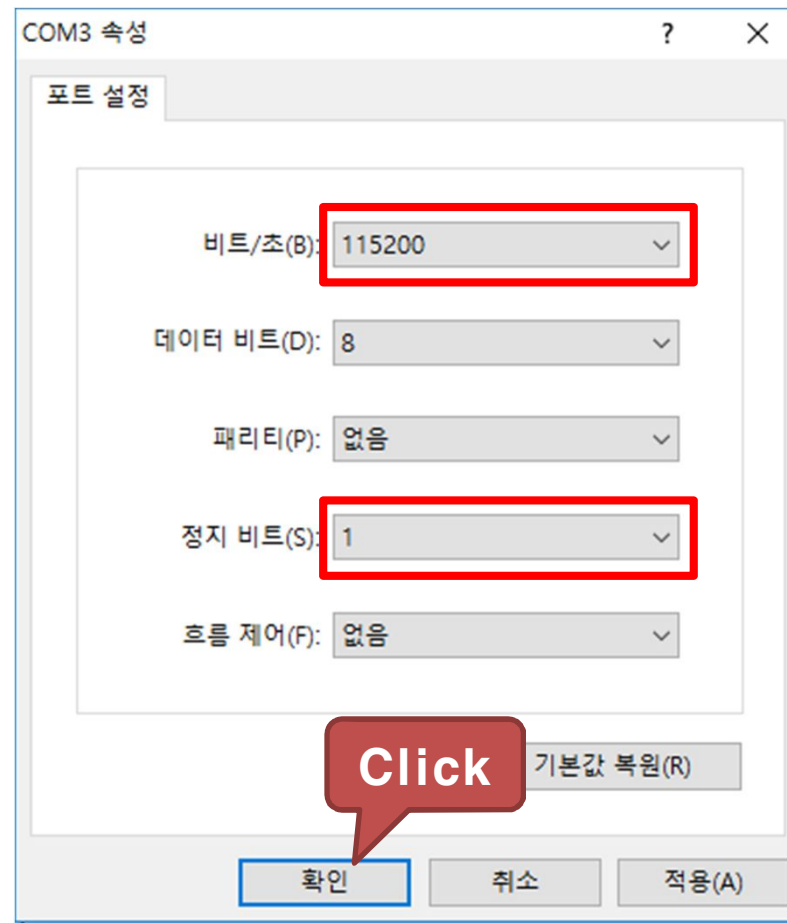 COM3 속성 ?
포트 설정
비트/초(B): 115200
데이터 비트(D): 8
패리티(P): 없음
정지 비트(S): 1
흐름 제어(F): 없음
Click
기본값 복원(R)
확인 취소 적용(A)